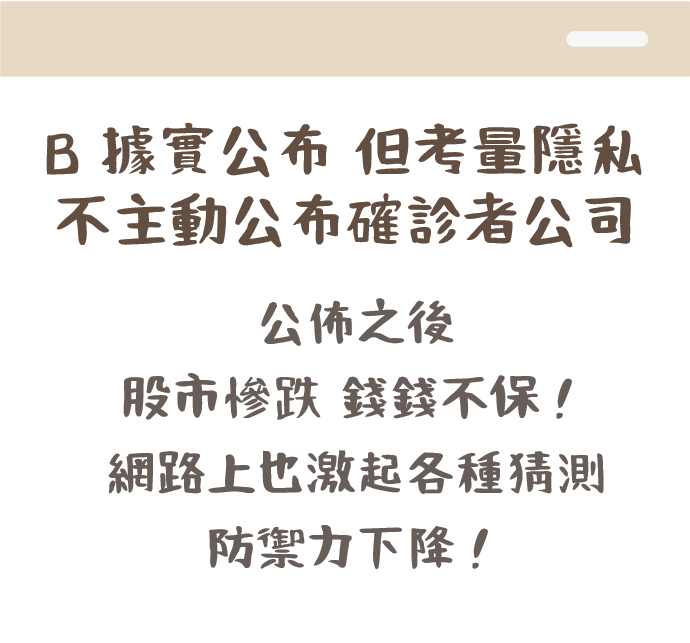 B 據實公布 但考量隱私
不主動公布確診者公司
公佈之後
股市慘跌 錢錢不保！
網路上也激起各種猜測
防禦力下降！